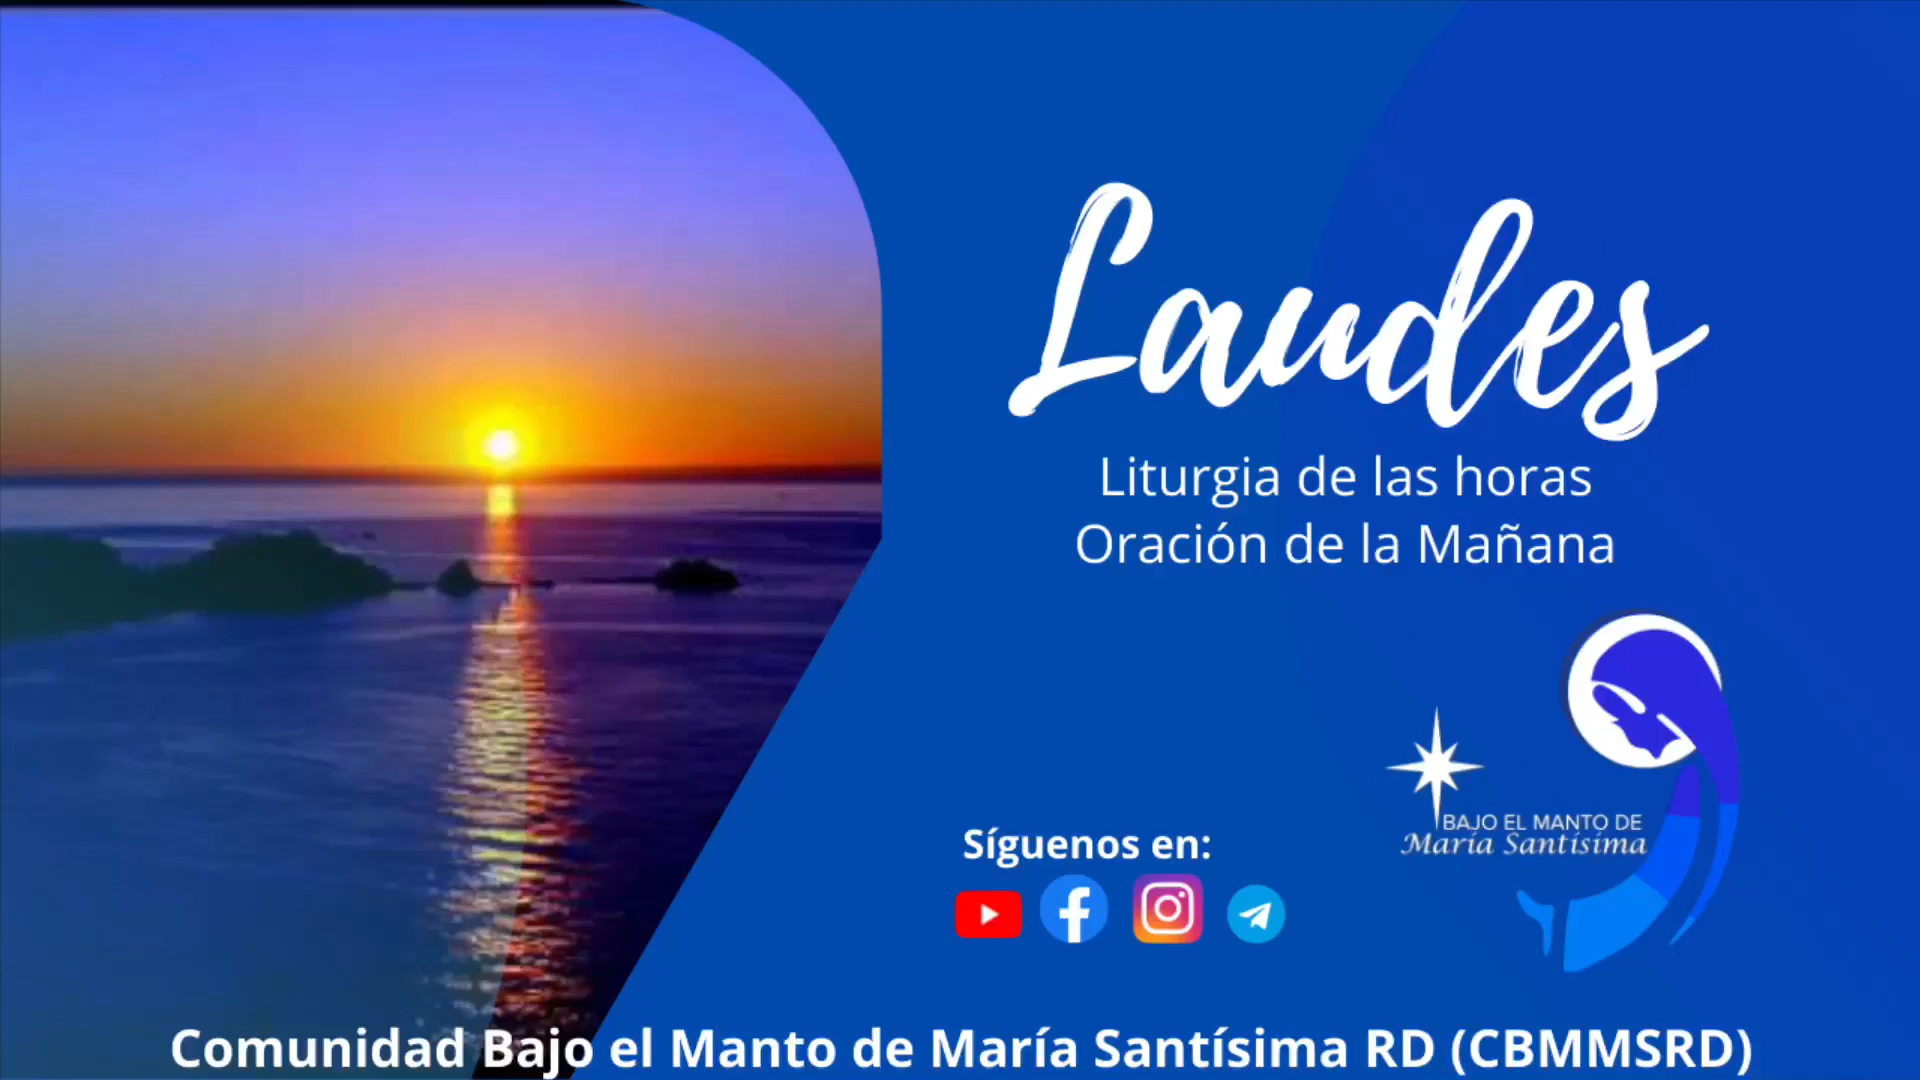 Laudes
Liturgia de las horas
Oración de la Mañana
BAJO EL MANTO DE
María Santísima
Síguenos en:
Comunidad Bajo el Manto de María Santísima RD (CBMMSRD)